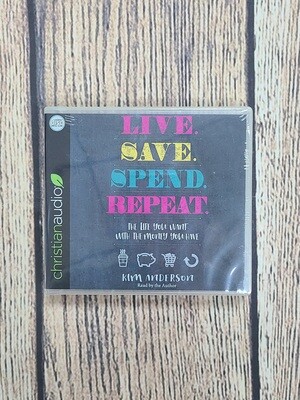 LIVE.
SAVE.
SPEND.
REPEAT.
THE LIFE YOU WANT
WITH THE MONEY YOU HAVE
KIM ANDERSON
Read by the Author
christianaudio